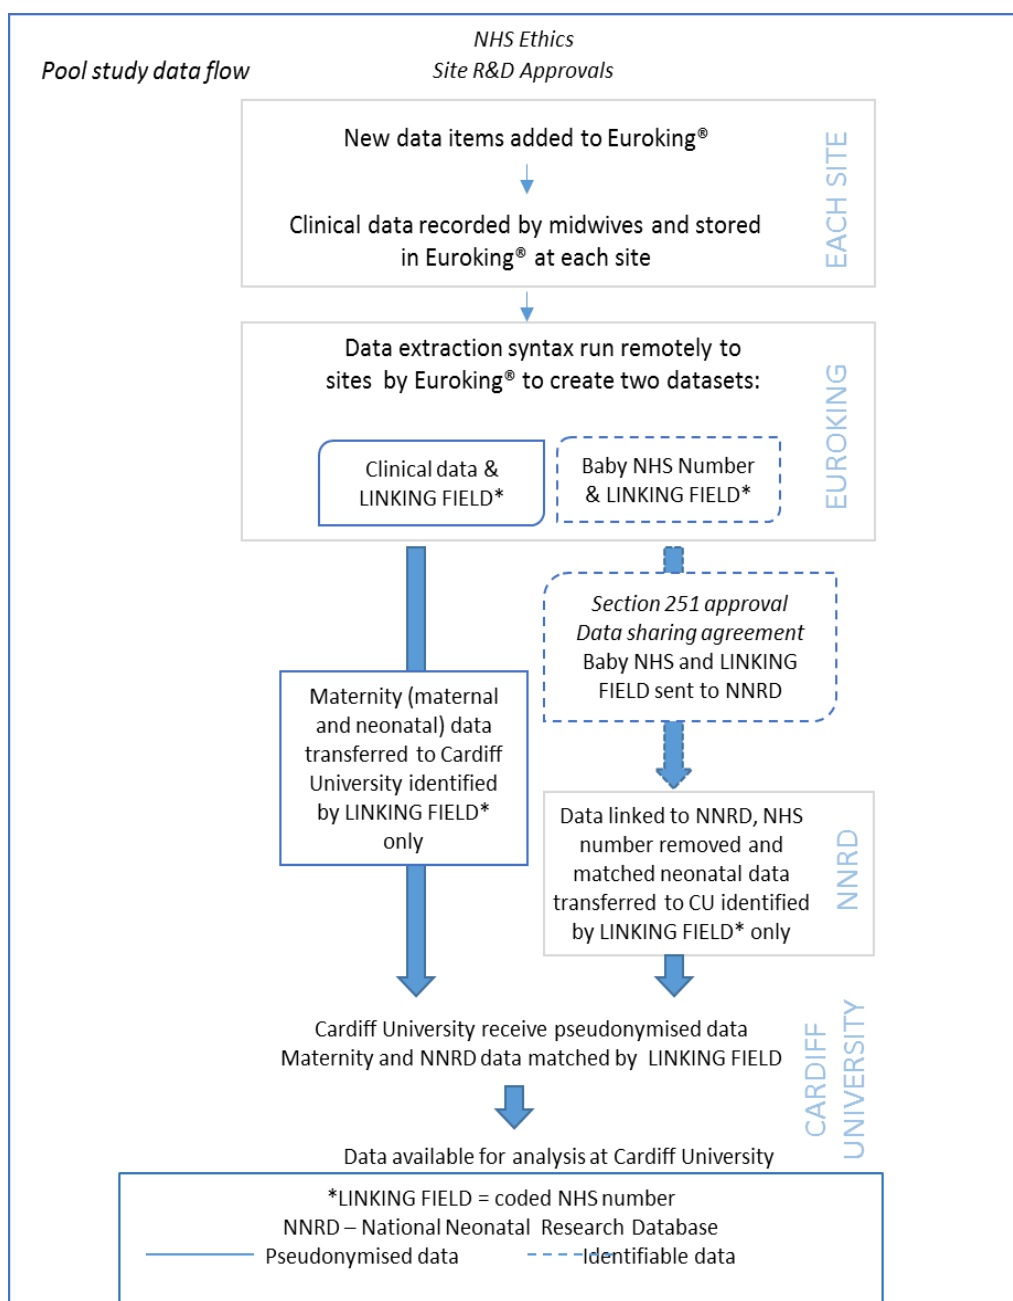 NHS Ethics
Pool study data flow
Site R&D Approvals
New data items added to Euroking®
Clinical data recorded by midwives and stored
in Euroking® at each site
EACH SITE
Data extraction syntax run remotely to
sites by Euroking® to create two datasets:
Clinical data &
LINKING FIELD*
Baby NHS Number
& LINKING FIELD*
EUROKING
Section 251 approval
Data sharing agreement
Baby NHS and LINKING
FIELD sent to NNRD
Maternity (maternal
and neonatal) data
transferred to Cardiff
University identified
by LINKING FIELD*
only
Data linked to NNRD, NHS
number removed and
matched neonatal data
transferred to CU identified
by LINKING FIELD* only
NNRD
Cardiff University receive pseudonymised data
Maternity and NNRD data matched by LINKING FIELD
CARDIFF
UNIVERSITY
Data available for analysis at Cardiff University
*LINKING FIELD = coded NHS number
NNRD – National Neonatal Research Database
Pseudonymised data
Identifiable data